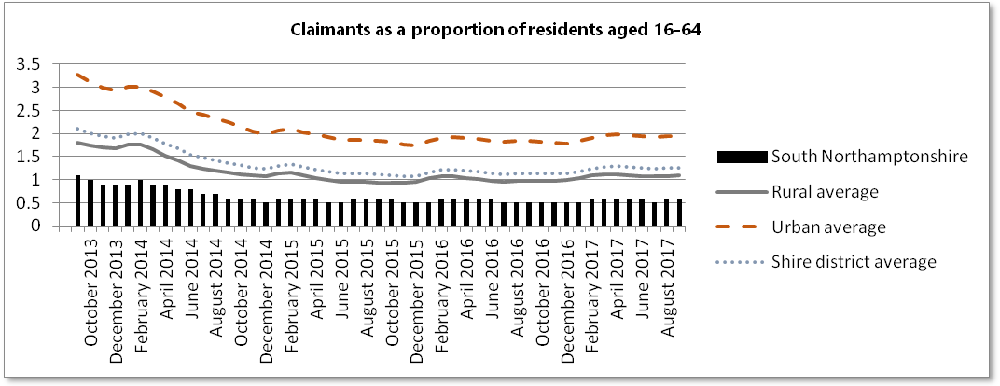 Claimants as a proportion of residents aged 16-64
3.5
3
2.5
2
1.5
1
0.5
0
October 2013
December 2013
February 2014
April 2014
June 2014
August 2014
October 2014
December 2014
February 2015
April 2015
June 2015
August 2015
October 2015
December 2015
February 2016
April 2016
June 2016
August 2016
October 2016
December 2016
February 2017
April 2017
June 2017
August 2017
South Northamptonshire
Rural average
Urban average
Shire district average